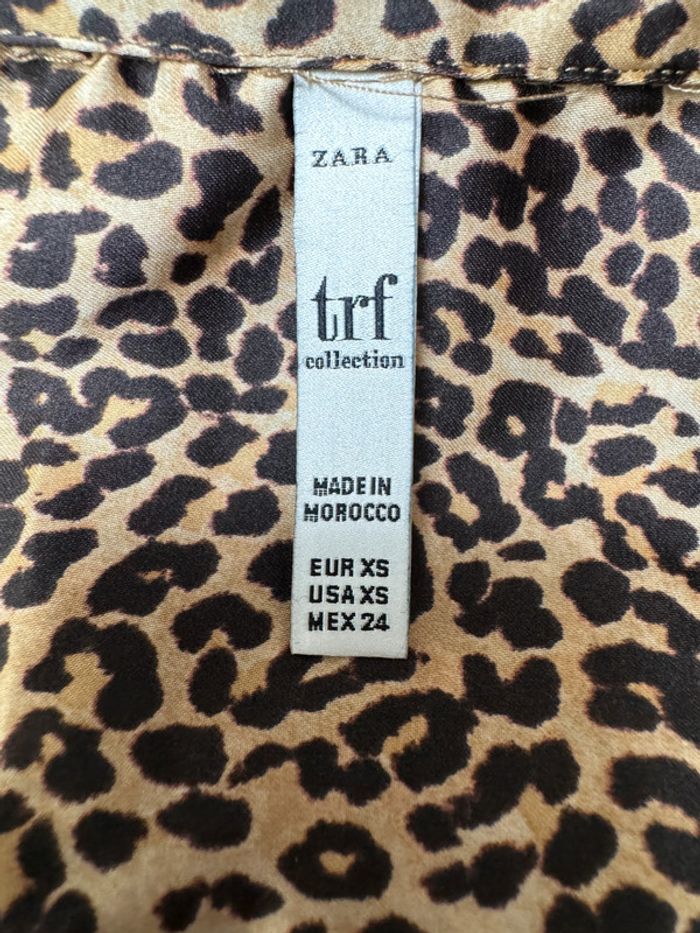 ZARA
trf
collection
MADE IN
MOROCCO
EUR XS
USA XS
MEX 24